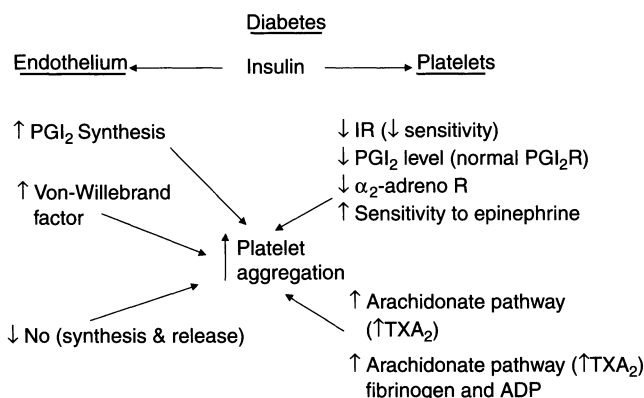 Diabetes
Endothelium
Insulin
Platelets
↑ PGI₂ Synthesis
↑ Von-Willebrand
factor
↓ No (synthesis & release)
↓ IR (↓ sensitivity)
↓ PGI₂ level (normal PGI₂R)
↓ α₂-adreno R
↑ Sensitivity to epinephrine
↑ Platelet
aggregation
↑ Arachidonate pathway
(↑TXA₂)
↑ Arachidonate pathway (↑TXA₂)
fibrinogen and ADP